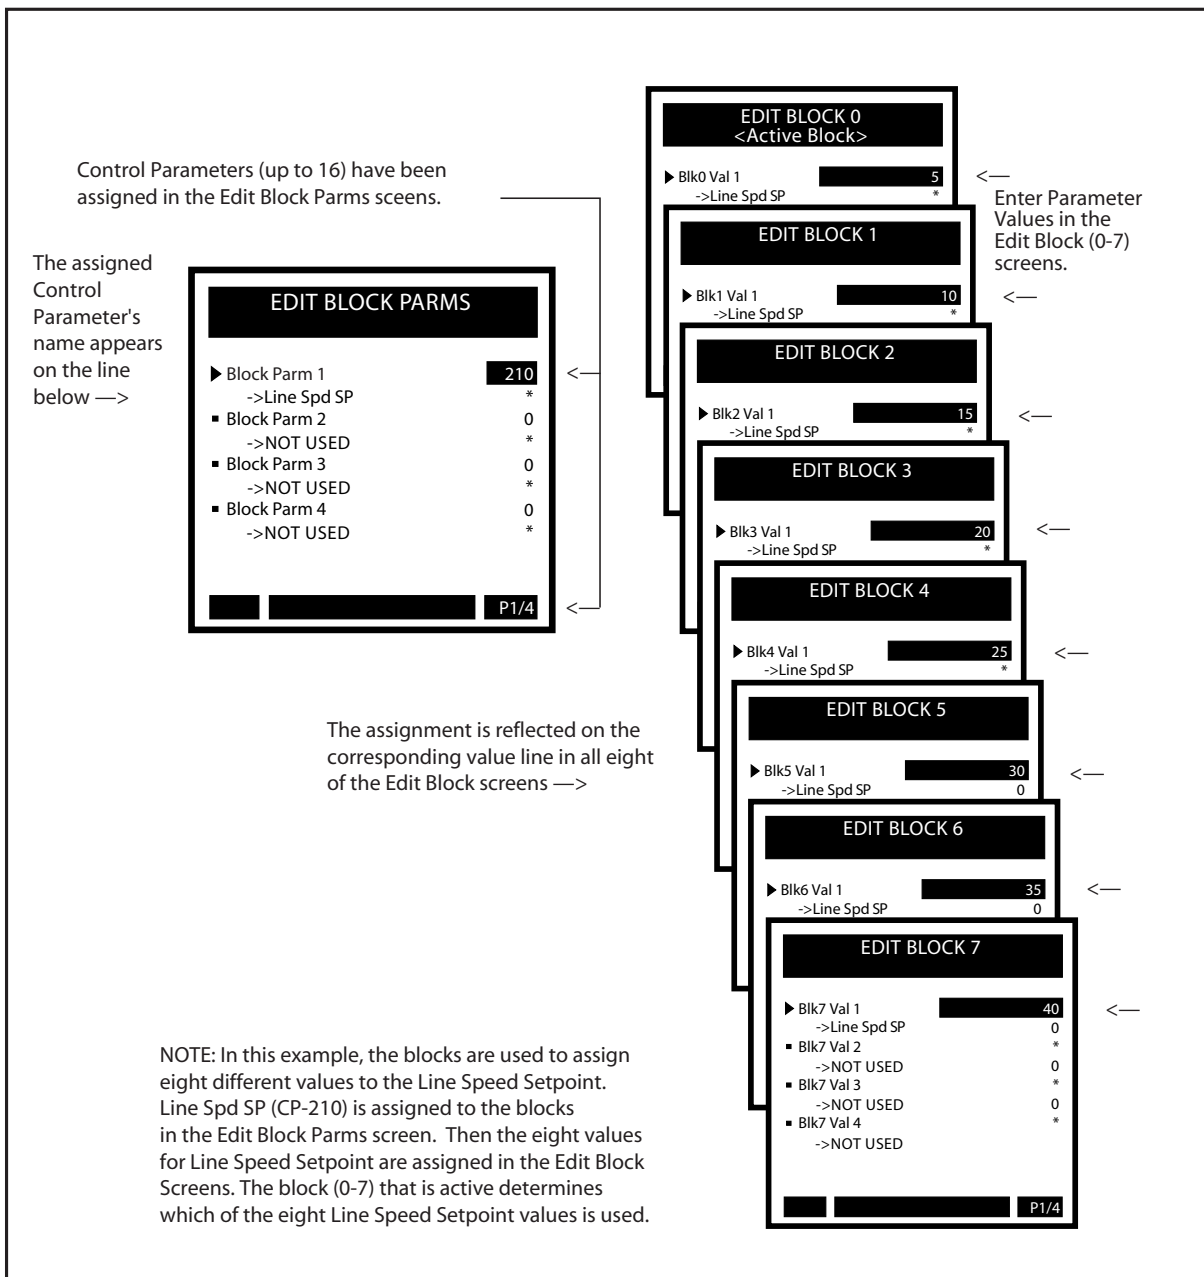 Control Parameters (up to 16) have been
assigned in the Edit Block Parms sceens.
The assigned
Control
Parameter's
name appears
on the line
below —>
EDIT BLOCK PARMS
Block Parm 1 210 <—
->Line Spd SP *
Block Parm 2 0
->NOT USED *
Block Parm 3 0
->NOT USED *
Block Parm 4 0
->NOT USED *
P1/4 <—
The assignment is reflected on the
corresponding value line in all eight
of the Edit Block screens —>
EDIT BLOCK 0
<Active Block>
Blk0 Val 1 5 <—
->Line Spd SP *
Enter Parameter
Values in the
Edit Block (0-7)
screens.
EDIT BLOCK 1
Blk1 Val 1 10 <—
->Line Spd SP *
EDIT BLOCK 2
Blk2 Val 1 15 <—
->Line Spd SP *
EDIT BLOCK 3
Blk3 Val 1 20 <—
->Line Spd SP *
EDIT BLOCK 4
Blk4 Val 1 25 <—
->Line Spd SP *
EDIT BLOCK 5
Blk5 Val 1 30 <—
->Line Spd SP 0
EDIT BLOCK 6
Blk6 Val 1 35 <—
->Line Spd SP 0
EDIT BLOCK 7
Blk7 Val 1 40 <—
->Line Spd SP 0
Blk7 Val 2 *
->NOT USED 0
Blk7 Val 3 *
->NOT USED 0
Blk7 Val 4 *
->NOT USED
P1/4
NOTE: In this example, the blocks are used to assign
eight different values to the Line Speed Setpoint.
Line Spd SP (CP-210) is assigned to the blocks
in the Edit Block Parms screen. Then the eight values
for Line Speed Setpoint are assigned in the Edit Block
Screens. The block (0-7) that is active determines
which of the eight Line Speed Setpoint values is used.